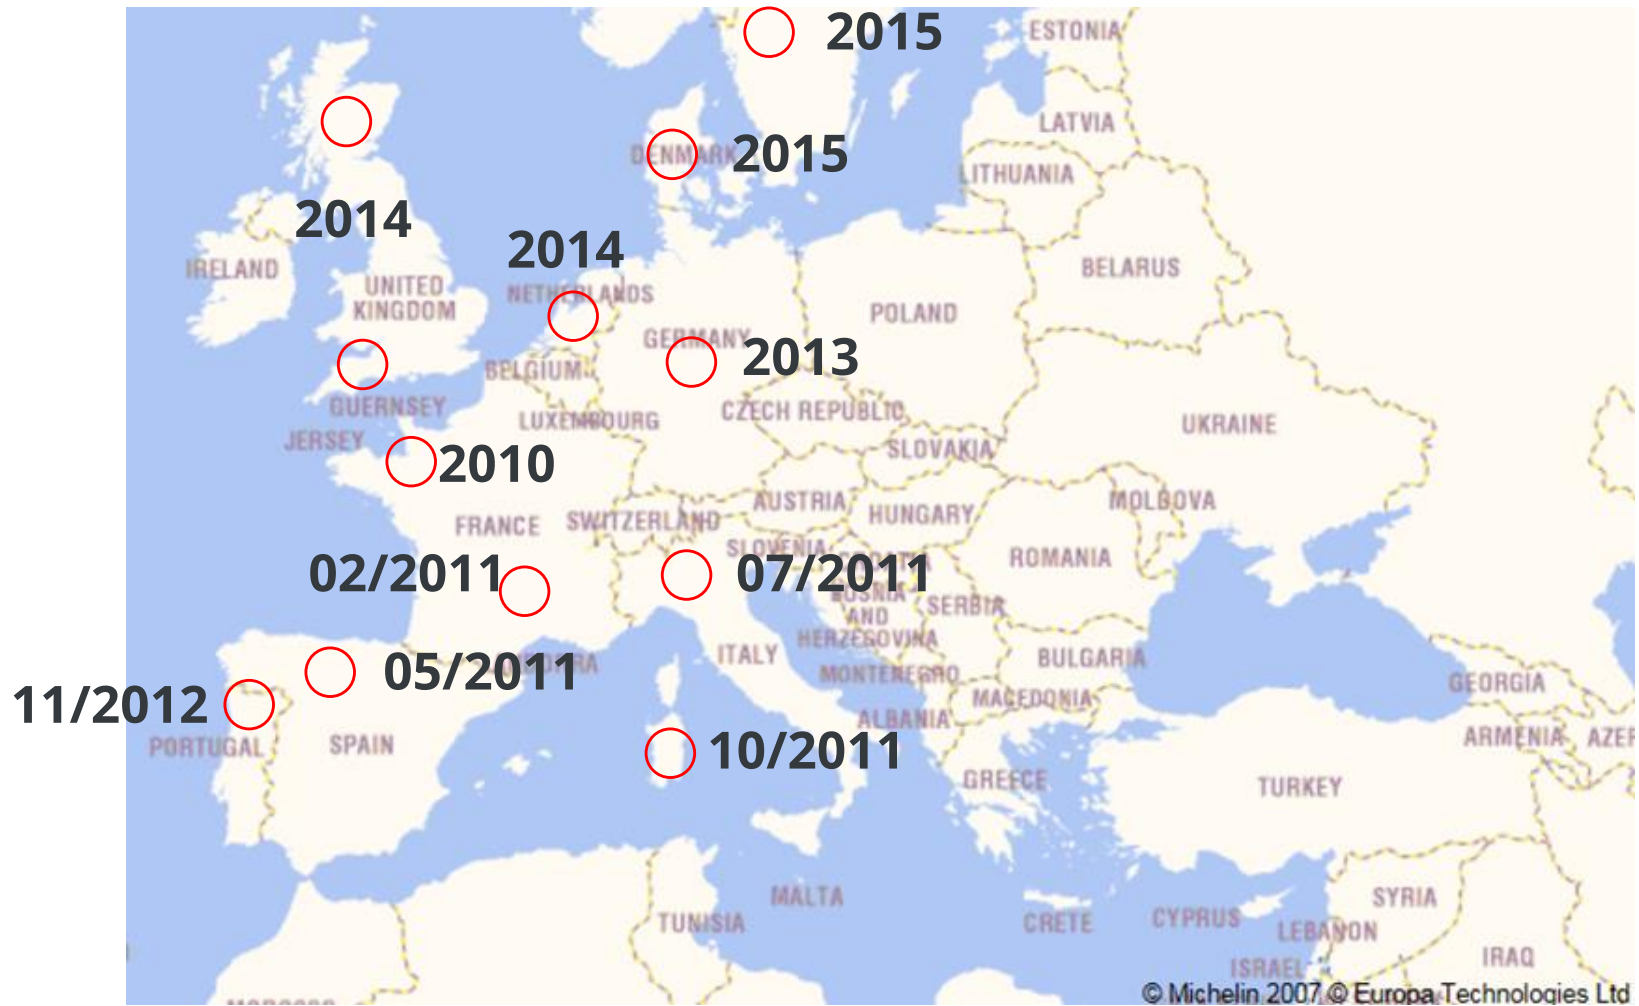 2015
ESTONIA
LATVIA
DENMARK
2015
LITHUANIA
2014
2014
IRELAND
BELARUS
UNITED
KINGDOM
NETHERLANDS
POLAND
GERMANY
2013
BELGIUM
GUERNSEY
CZECH REPUBLIC
LUXEMBOURG
UKRAINE
JERSEY
SLOVAKIA
2010
AUSTRIA
MOLDOVA
FRANCE
SWITZERLAND
HUNGARY
SLOVENIA
CROATIA
ROMANIA
02/2011
07/2011
BOSNIA
AND
HERZEGOVINA
SERBIA
ITALY
BULGARIA
ANDORRA
05/2011
MONTENEGRO
GEORGIA
11/2012
MACEDONIA
ALBANIA
PORTUGAL
SPAIN
ARMENIA
AZER
10/2011
GREECE
TURKEY
MALTA
SYRIA
TUNISIA
CRETE
CYPRUS
LEBANON
IRAQ
ISRAEL
© Michelin 2007 © Europa Technologies Ltd